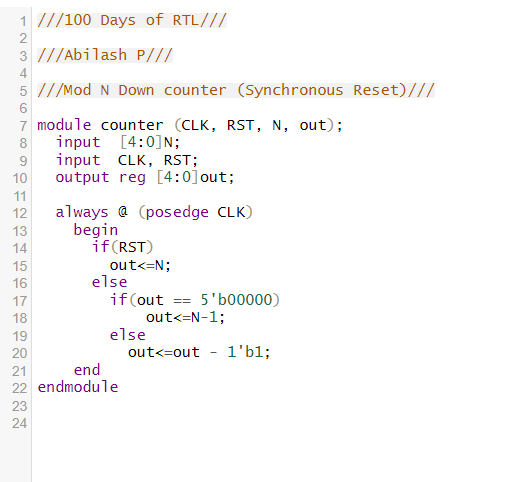 1 ///100 Days of RTL///
2
3 ///Abilash P///
4
5 ///Mod N Down counter (Synchronous Reset)///
6
7 module counter (CLK, RST, N, out);
8   input  [4:0]N;
9   input  CLK, RST;
10   output reg [4:0]out;
11
12   always @ (posedge CLK)
13     begin
14       if(RST)
15         out<=N;
16       else
17         if(out == 5'b00000)
18             out<=N-1;
19         else
20           out<=out - 1'b1;
21     end
22 endmodule
23
24